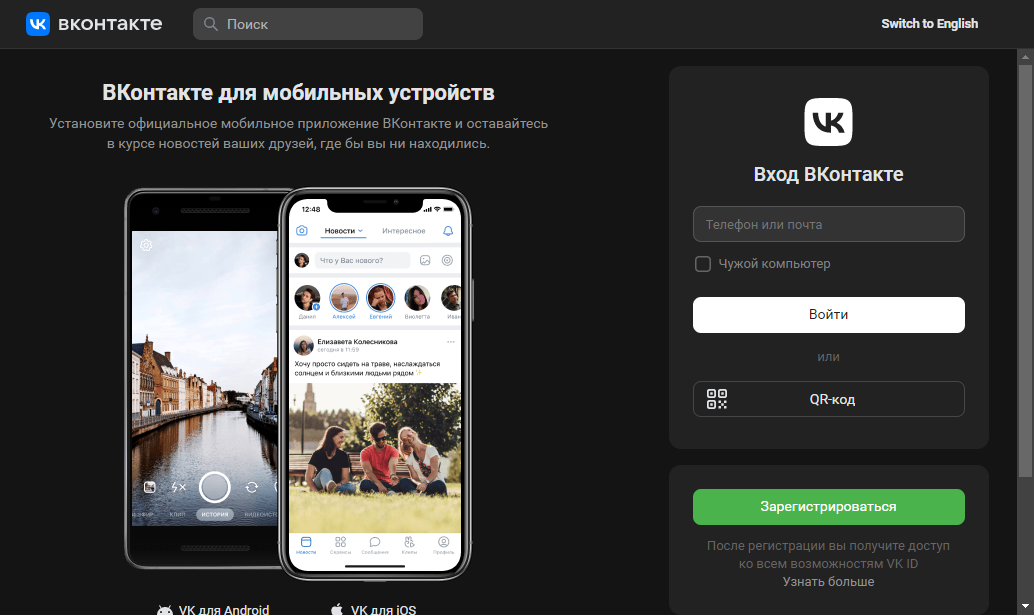 ВКОНТАКТЕ
Поиск
Switch to English
ВКонтакте для мобильных устройств
Установите официальное мобильное приложение ВКонтакте и оставайтесь
в курсе новостей ваших друзей, где бы вы ни находились.
ИСТОРИЯ
12:48
Новости
Интересное
Что у Вас нового?
Данил
Алексей
Евгений
Виолетта
Елизавета Колесникова
сегодня в 11:59
Хочу просто сидеть на траве, наслаждаться
солнцем и близкими людьми рядом ✨
Новости
Сервисы
Сообщения
Клипы
Профиль
VK для Android
VK для iOS
Вход ВКонтакте
Телефон или почта
Чужой компьютер
Войти
или
QR-код
Зарегистрироваться
После регистрации вы получите доступ
ко всем возможностям VK ID
Узнать больше